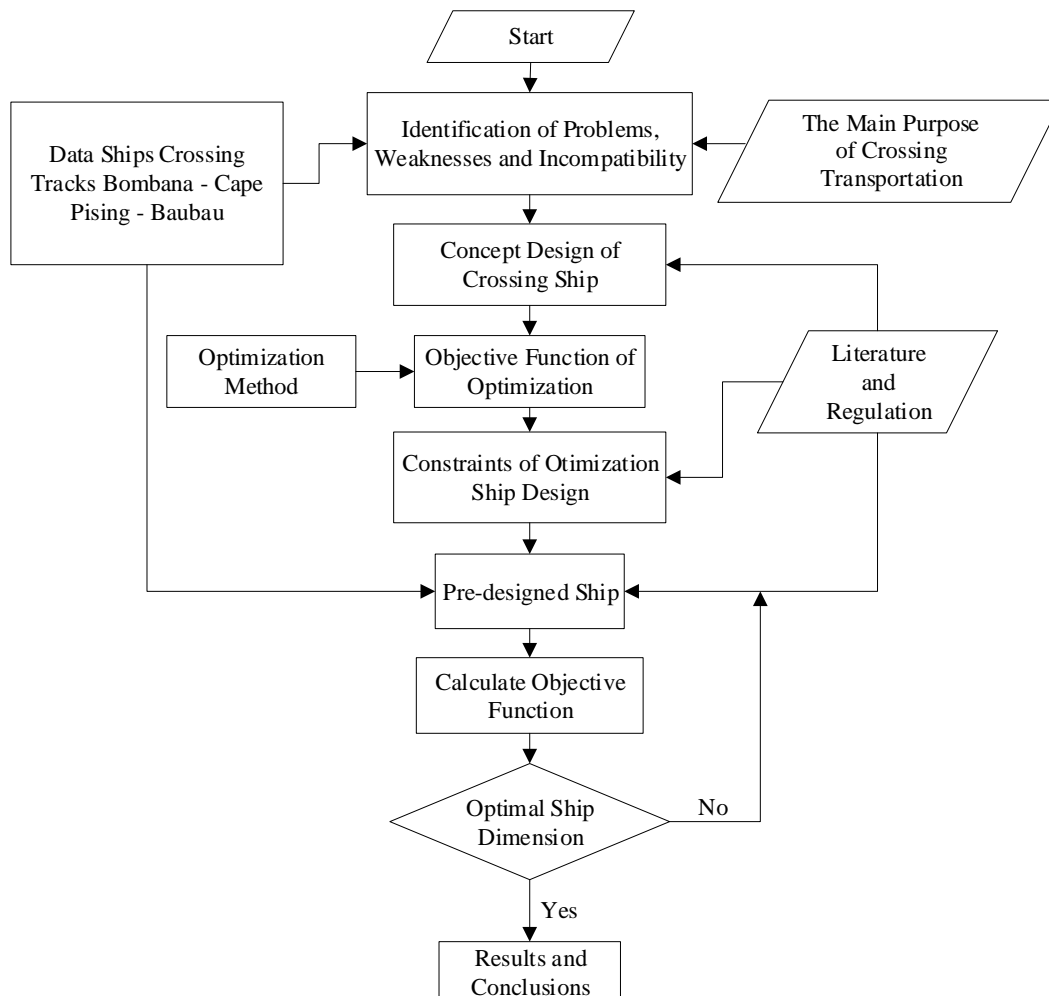 Start
Identification of Problems,
Weaknesses and Incompatibility
Data Ships Crossing
Tracks Bombana - Cape
Pising - Baubau
The Main Purpose
of Crossing
Transportation
Concept Design of
Crossing Ship
Optimization
Method
Objective Function of
Optimization
Literature
and
Regulation
Constraints of Otimization
Ship Design
Pre-designed Ship
Calculate Objective
Function
Optimal Ship
Dimension
No
Yes
Results and
Conclusions